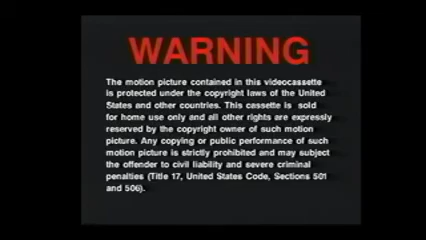 WARNING
The motion picture contained in this videocassette
is protected under the copyright laws of the United
States and other countries. This cassette is sold
for home use only and all other rights are expressly
reserved by the copyright owner of such motion
picture. Any copying or public performance of such
motion picture is strictly prohibited and may subject
the offender to civil liability and severe criminal
penalties (Title 17, United States Code, Sections 501
and 506).